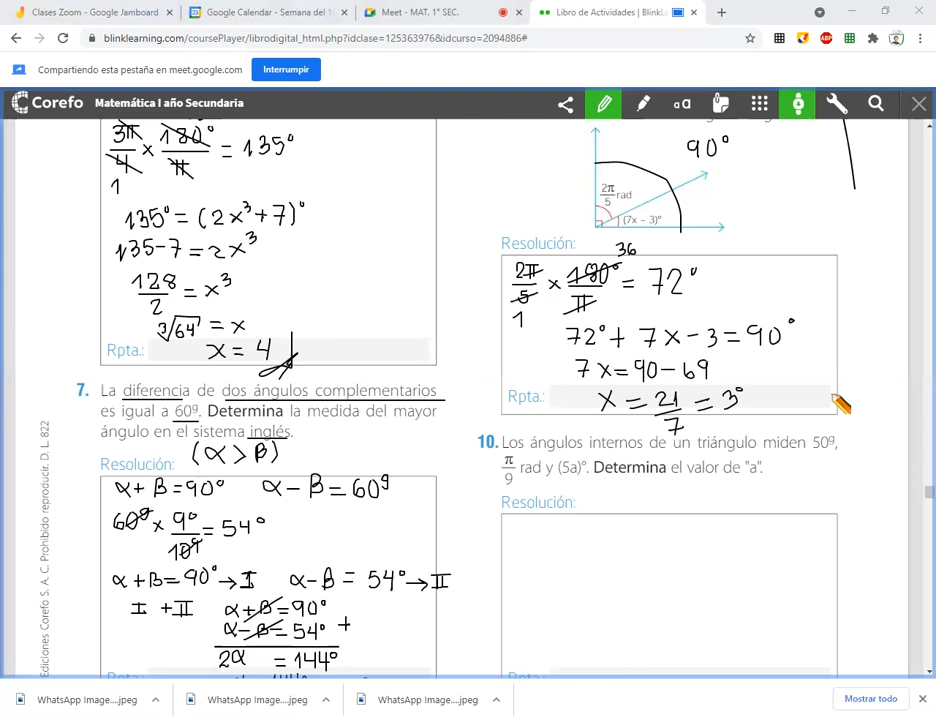 Clases Zoom - Google Jamboard
Google Calendar - Semana del 1
Meet - MAT. 1° SEC.
Libro de Actividades | BlinkL
blinklearning.com/coursePlayer/librodigital_html.php?idclase=125363976&idcurso=2094886#
ABP
Compartiendo esta pestaña en meet.google.com
Interrumpir
Corefo
Matemática I año Secundaria
aa
3π/4 × 180°/π = 135°
1
135° = (2x³+7)°
135-7 = 2x³
128/2 = x³
∛64 = x
Rpta.: x = 4
7. La diferencia de dos ángulos complementarios
es igual a 60ᵍ. Determina la medida del mayor
ángulo en el sistema inglés.
(α > β)
Resolución:
α+β=90° α-β=60ᵍ
60ᵍ × 9°/10ᵍ = 54°
α+β=90°→I α-β=54°→II
I + II α+β=90°
α-β=54° +
2α = 144°
Ediciones Corefo S. A. C. Prohibido reproducir. D. L. 822
90°
2π/5 rad
(7x – 3)°
Resolución:
36
2π/5 × 180°/π = 72°
1
72° + 7x - 3 = 90°
7x = 90 - 69
Rpta.: x = 21/7 = 3°
10. Los ángulos internos de un triángulo miden 50ᵍ,
π/9 rad y (5a)°. Determina el valor de "a".
Resolución:
WhatsApp Image....jpeg
WhatsApp Image....jpeg
WhatsApp Image....jpeg
Mostrar todo